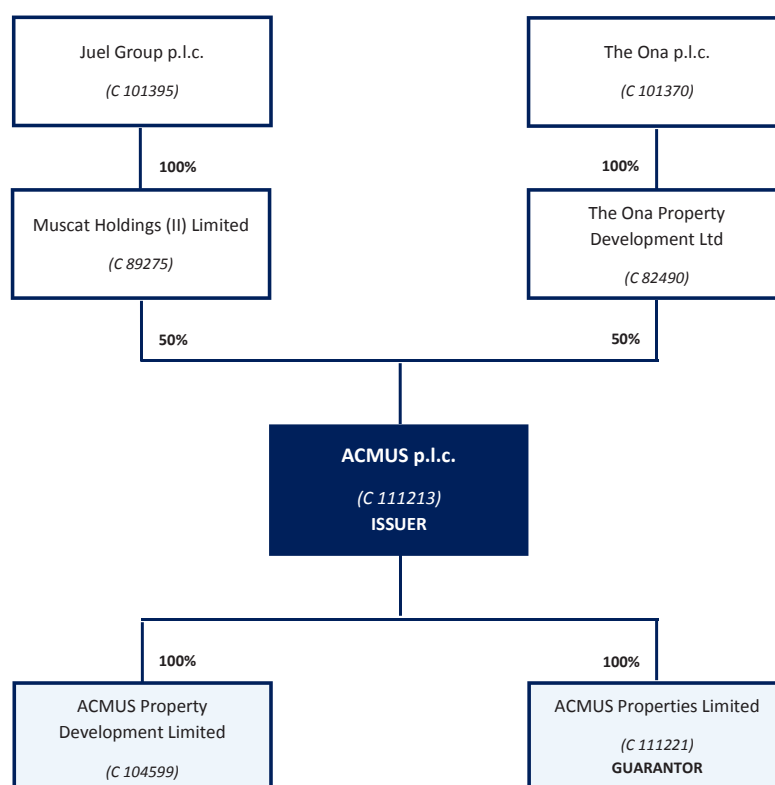 Juel Group p.l.c.
(C 101395)
The Ona p.l.c.
(C 101370)
100%
100%
Muscat Holdings (II) Limited
(C 89275)
The Ona Property
Development Ltd
(C 82490)
50%
50%
ACMUS p.l.c.
(C 111213)
ISSUER
100%
100%
ACMUS Property
Development Limited
(C 104599)
ACMUS Properties Limited
(C 111221)
GUARANTOR